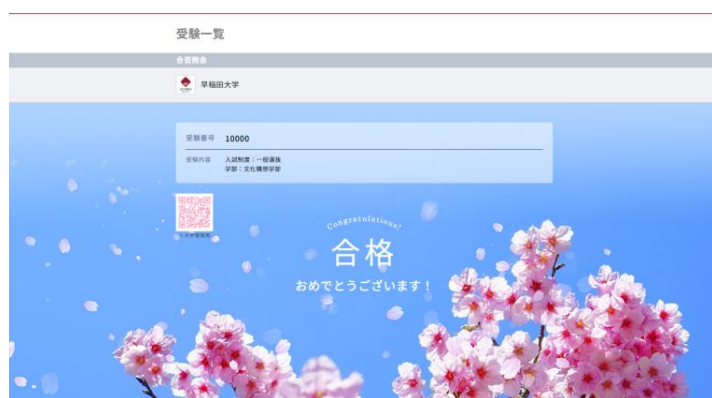 受験一覧
合否照会
早稲田大学
受験番号 10000
受験内容 入試制度：一般選抜
学部：文化構想学部
Congratulations!
合格
おめでとうございます！